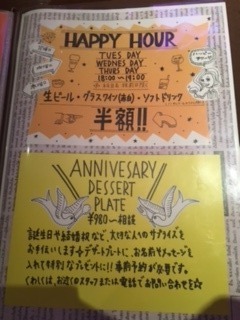 HAPPY HOUR
TUES DAY
WEDNES DAY
THURS DAY
18:00〜19:00
生ビール・グラスワイン(赤白)・ソフトドリンク
半額!!
ANNIVESARY
DESSERT
PLATE
¥980〜 相談
誕生日や結婚祝など、大切な人へのサプライズを
お手伝いします✧デザートプレートに、お名前やメッセージを
入れて特別なプレゼントに!! 事前予約が必要です。
くわしくは、お近くのスタッフまたは電話でお問い合わせを☆